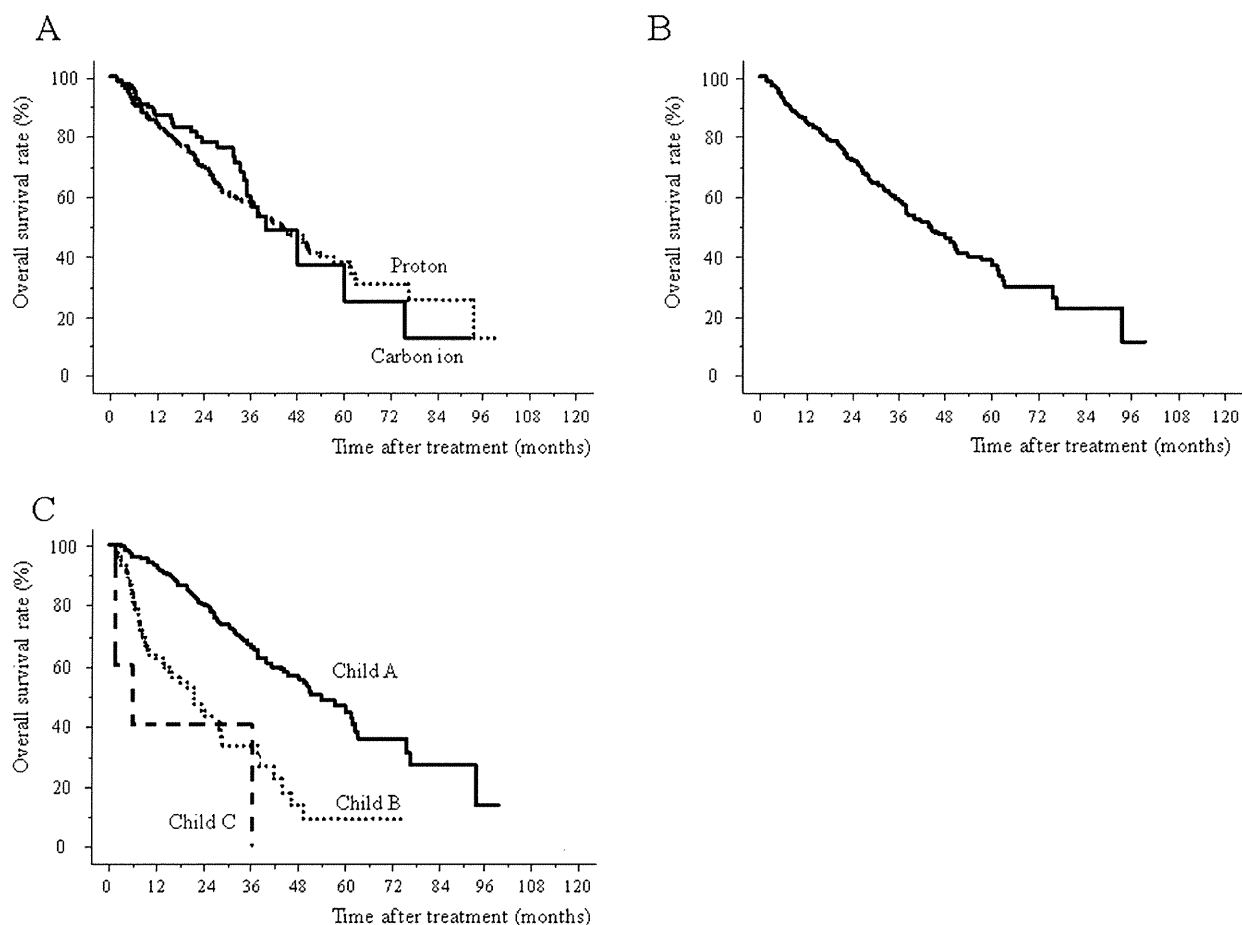 A
Overall survival rate (%)
100
80
60
40
20
0
Proton
Carbon ion
0 12 24 36 48 60 72 84 96 108 120
Time after treatment (months)
B
Overall survival rate (%)
100
80
60
40
20
0
0 12 24 36 48 60 72 84 96 108 120
Time after treatment (months)
C
Overall survival rate (%)
100
80
60
40
20
0
Child A
Child B
Child C
0 12 24 36 48 60 72 84 96 108 120
Time after treatment (months)